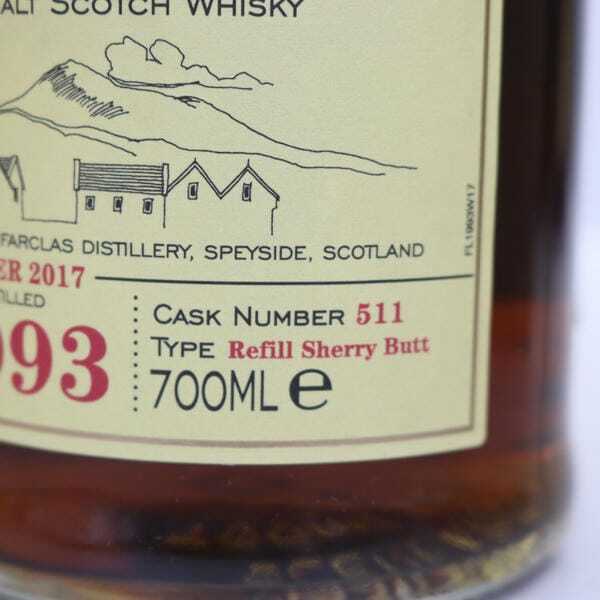 ALT SCOTCH WHISKY
FARCLAS DISTILLERY, SPEYSIDE, SCOTLAND
ER 2017
ILLED
993
CASK NUMBER 511
TYPE Refill Sherry Butt
700ML e
FL1993W17